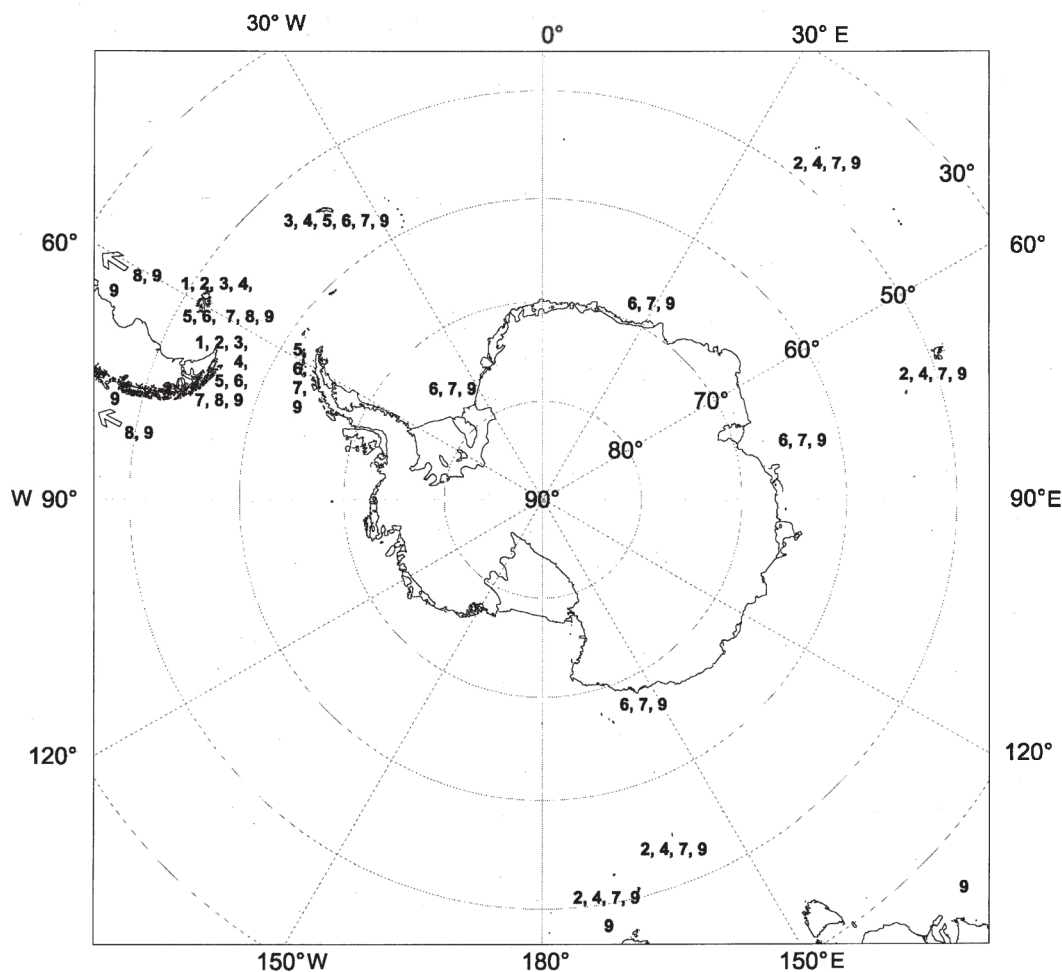 30° W
0°
30° E
2, 4, 7, 9
30°
3, 4, 5, 6, 7, 9
60°
60°
8, 9
1, 2, 3, 4,
9
50°
6, 7, 9
5, 6, 7, 8, 9
1, 2, 3,
4,
5, 6,
7, 8, 9
5,
6,
7,
9
60°
2, 4, 7, 9
6, 7, 9
70°
9
8, 9
6, 7, 9
80°
W 90°
90°
90°E
6, 7, 9
120°
120°
2, 4, 7, 9
9
2, 4, 7, 9
9
150°W
180°
150°E